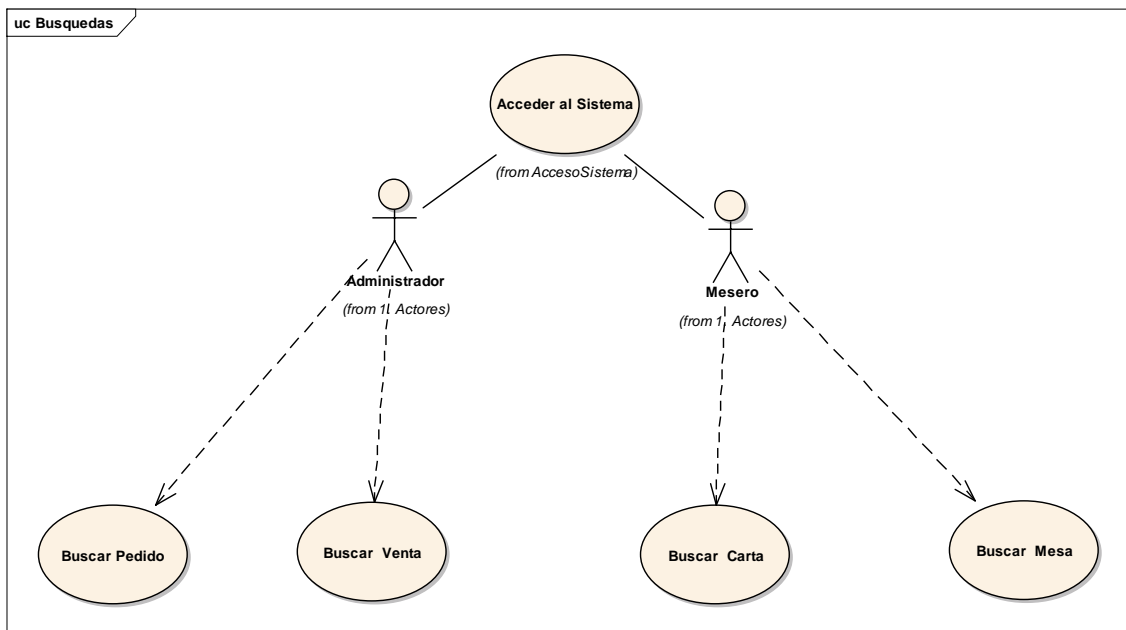 uc Busquedas
Acceder al Sistema
(from AccesoSistema)
Administrador
(from 1. Actores)
Mesero
(from 1. Actores)
Buscar Pedido
Buscar Venta
Buscar Carta
Buscar Mesa